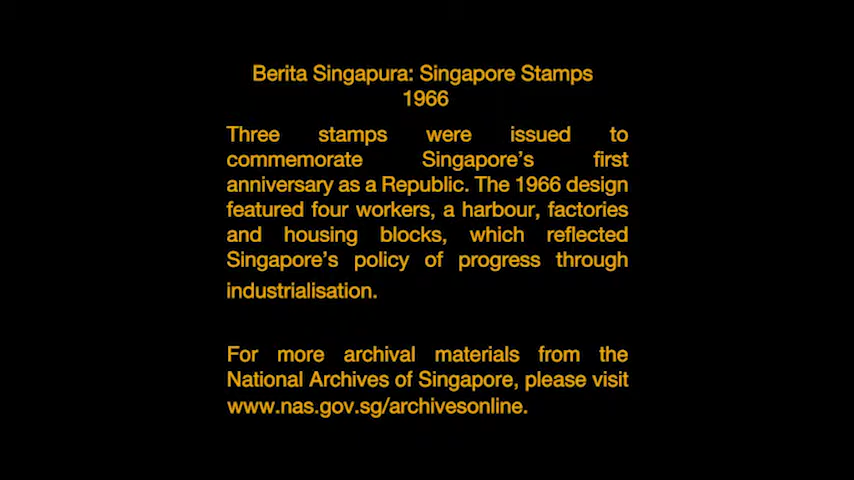 Berita Singapura: Singapore Stamps
1966
Three stamps were issued to
commemorate Singapore's first
anniversary as a Republic. The 1966 design
featured four workers, a harbour, factories
and housing blocks, which reflected
Singapore's policy of progress through
industrialisation.
For more archival materials from the
National Archives of Singapore, please visit
www.nas.gov.sg/archivesonline.